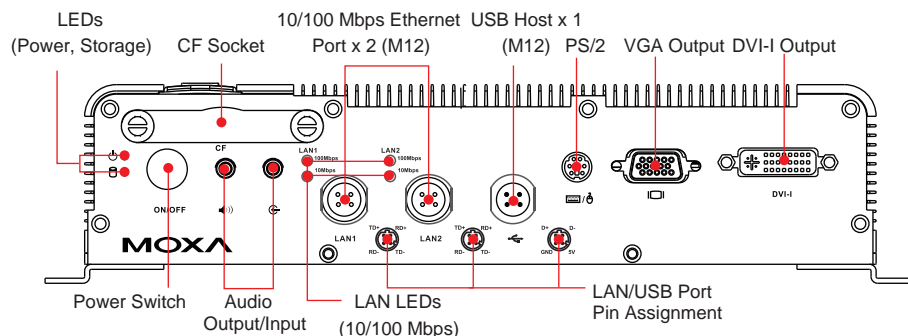 LEDs
(Power, Storage)
CF Socket
10/100 Mbps Ethernet
Port x 2 (M12)
USB Host x 1
(M12)
PS/2
VGA Output
DVI-I Output
CF
LAN1
LAN2
100Mbps
100Mbps
10Mbps
10Mbps
ON/OFF
LAN1
LAN2
DVI-I
TD+
RD+
RD-
TD-
TD+
RD+
RD-
TD-
D+
D-
GND
5V
MOXA
Power Switch
Audio
Output/Input
LAN LEDs
(10/100 Mbps)
LAN/USB Port
Pin Assignment